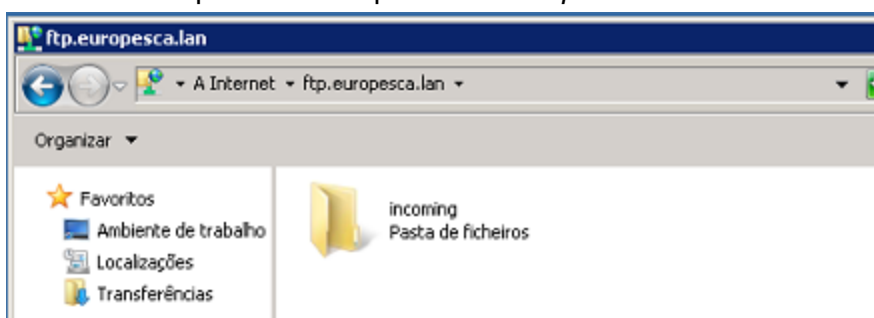 ftp.europesca.lan
A Internet ftp.europesca.lan
Organizar
Favoritos
Ambiente de trabalho
Localizações
Transferências
incoming
Pasta de ficheiros